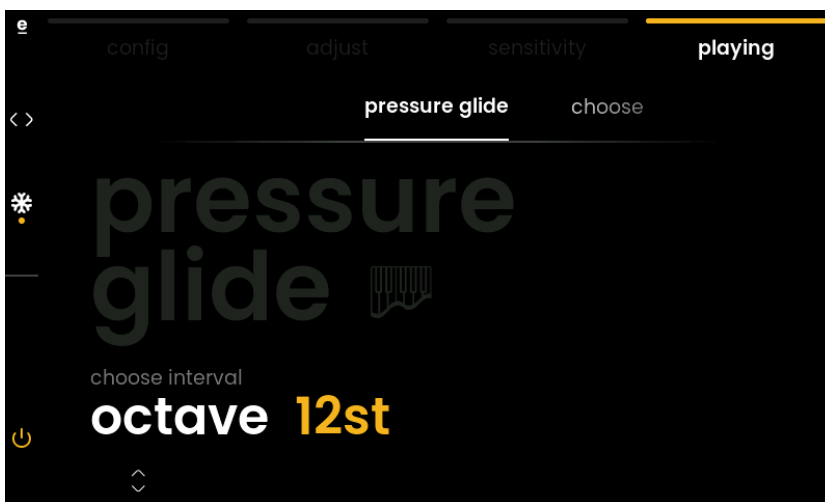 e
config adjust sensitivity playing
pressure glide choose
pressure
glide
choose interval
octave 12st